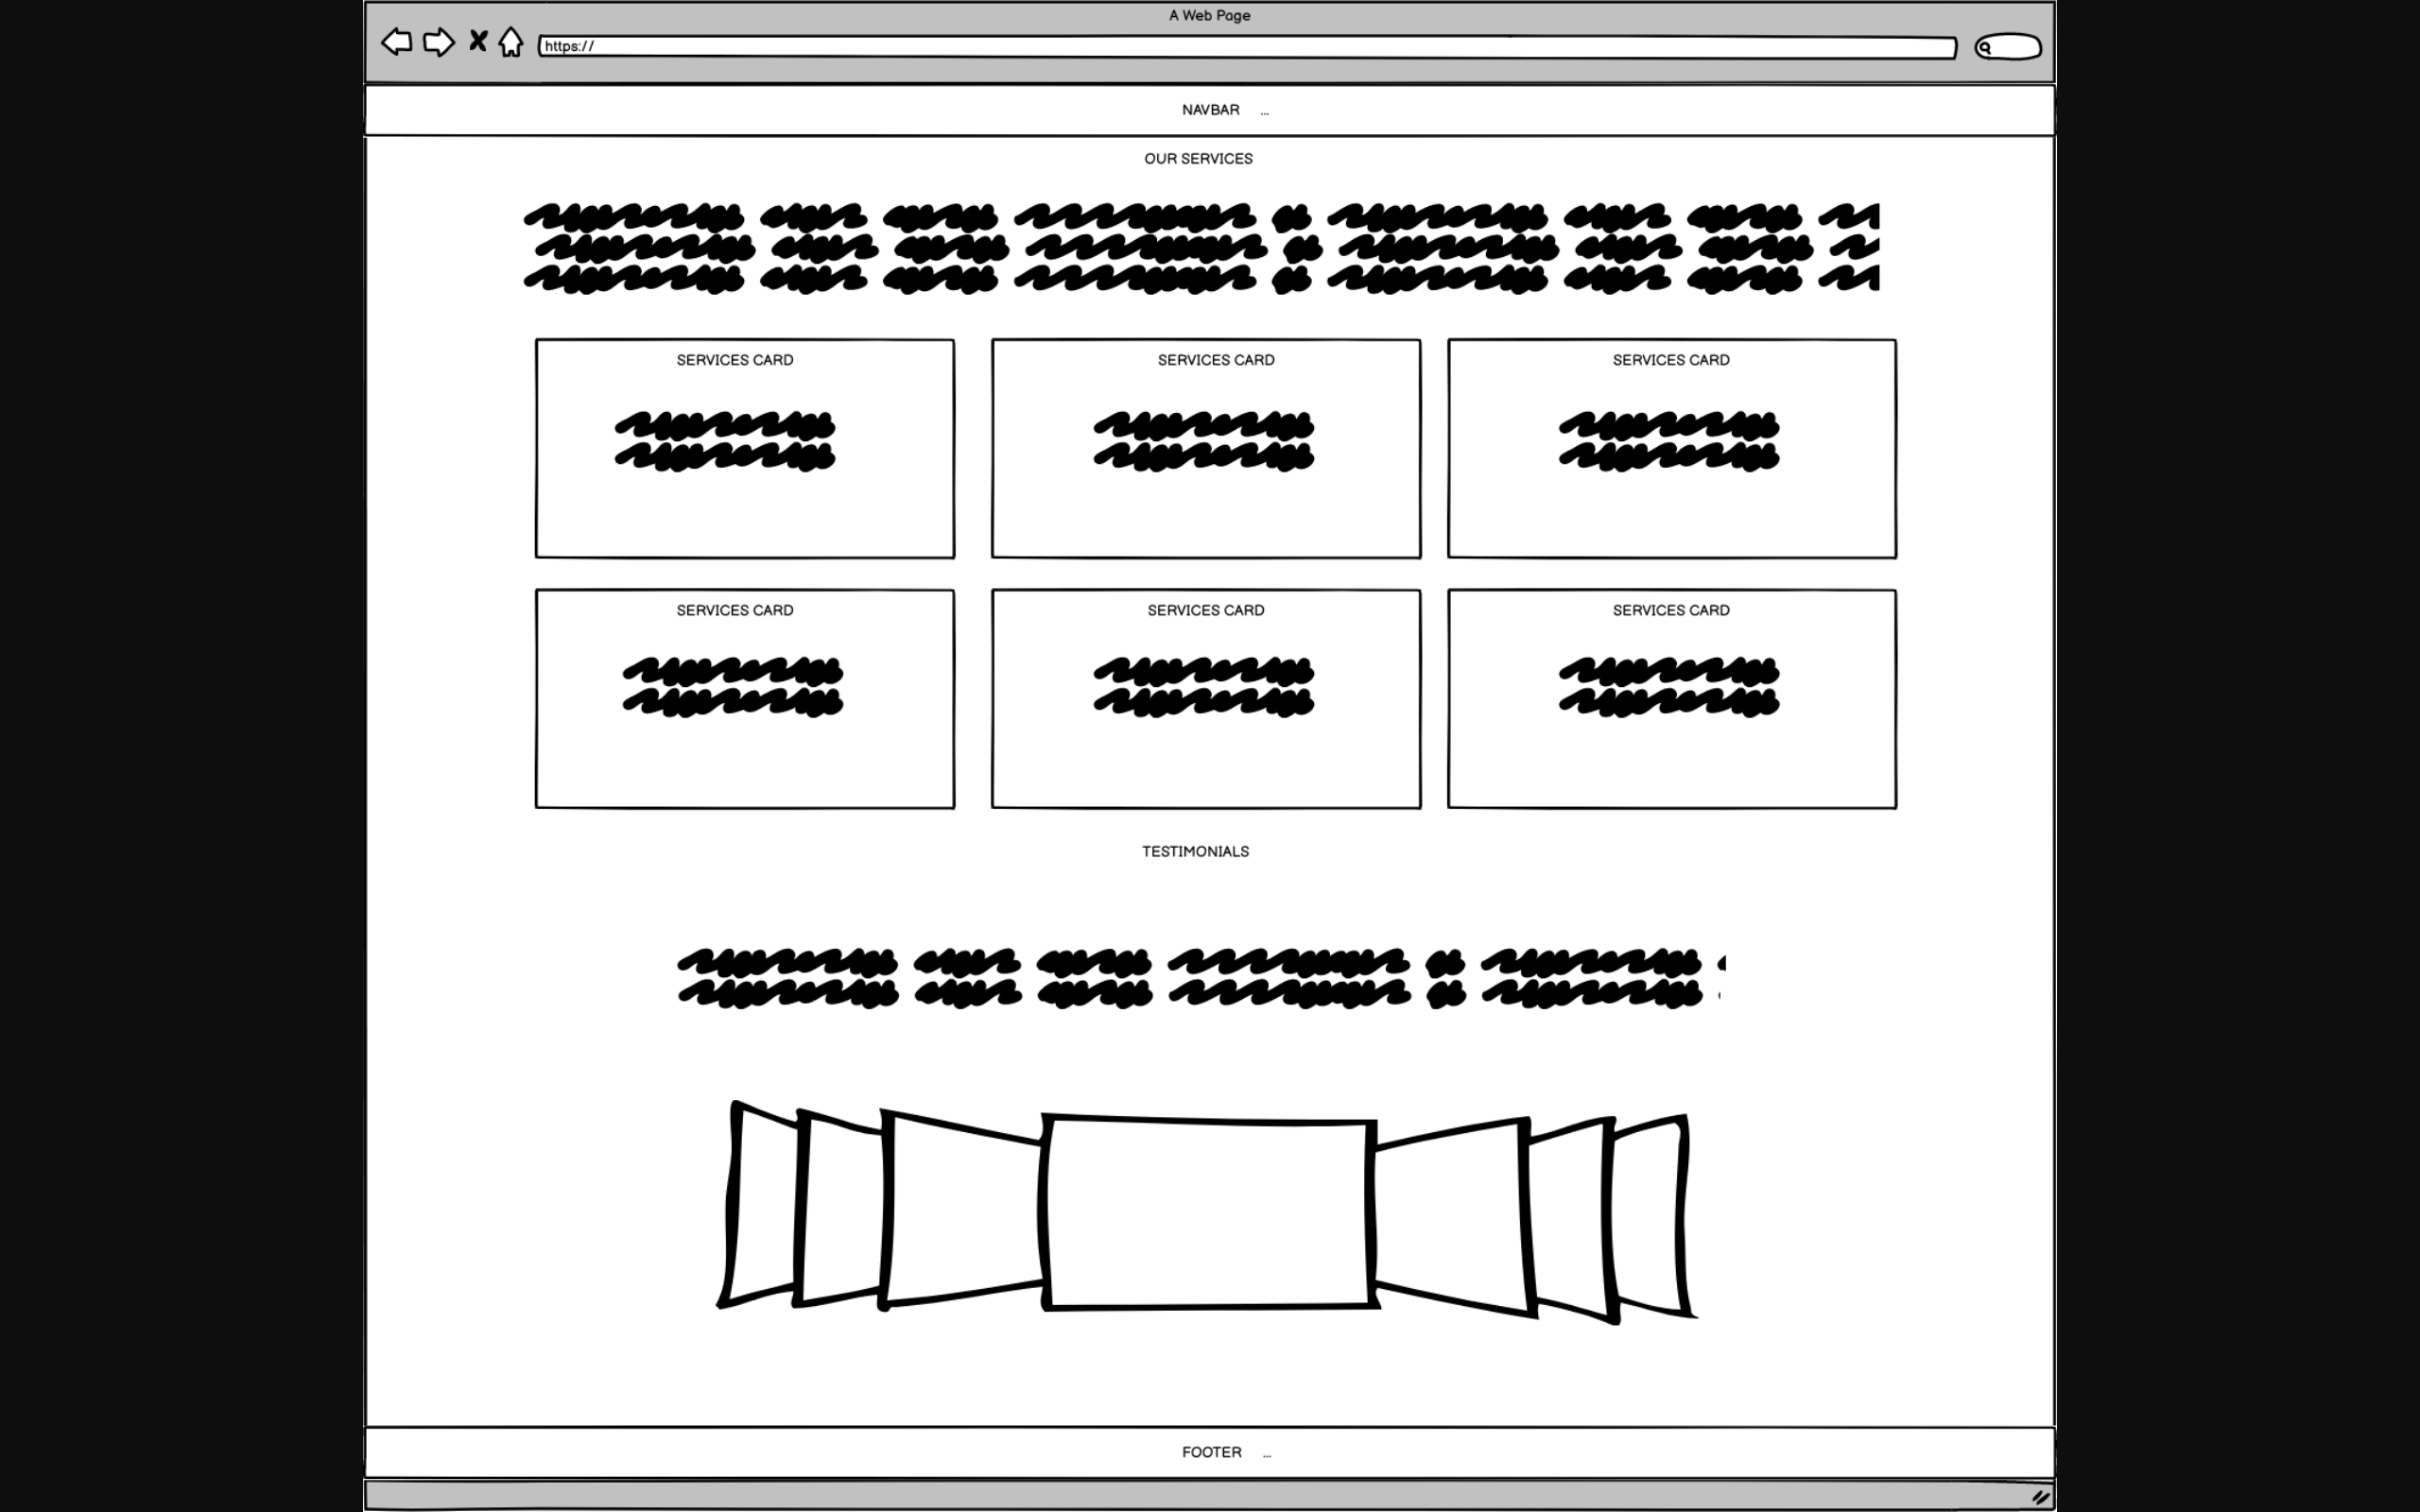 A Web Page
https://
NAVBAR ...
OUR SERVICES
SERVICES CARD SERVICES CARD SERVICES CARD
SERVICES CARD SERVICES CARD SERVICES CARD
TESTIMONIALS
FOOTER ...